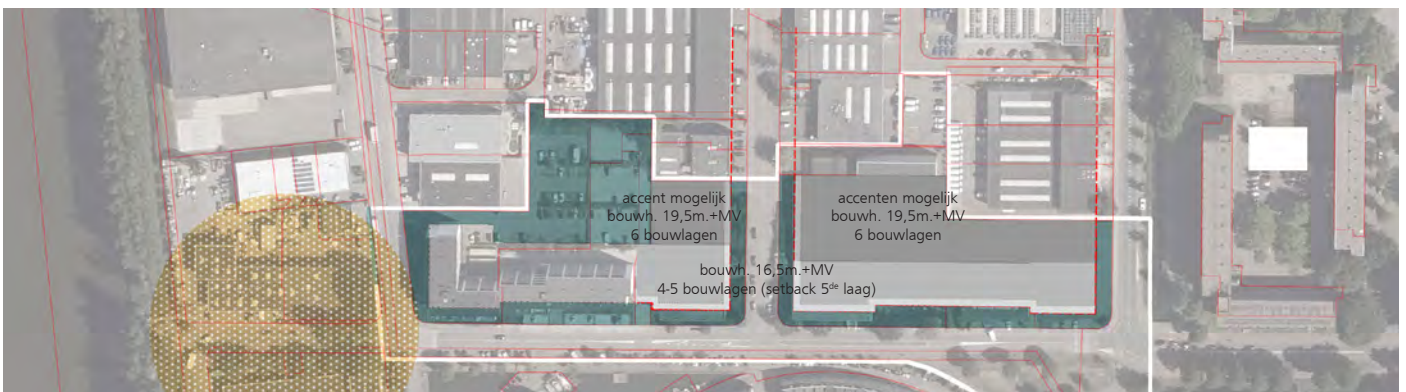 accent mogelijk
bouwh. 19,5m.+MV
6 bouwlagen
accenten mogelijk
bouwh. 19,5m.+MV
6 bouwlagen
bouwh. 16,5m.+MV
4-5 bouwlagen (setback 5de laag)